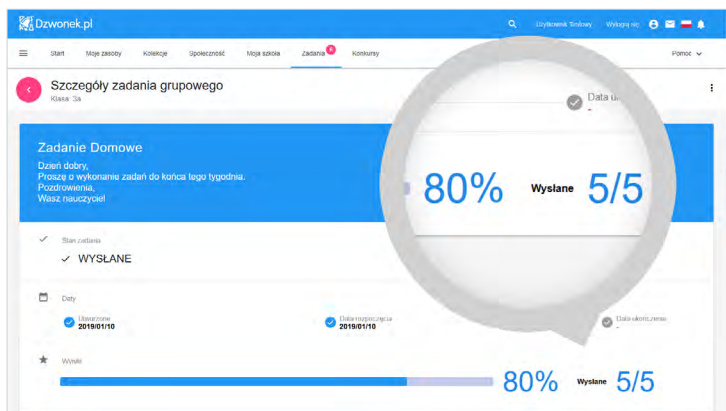 Dzwonek.pl
Użytkownik Testowy Wyloguj się
Start Moje zasoby Kolekcje Społeczność Moja szkoła Zadania Konkursy Pomoc
Szczegóły zadania grupowego
Klasa: 3a
Data
-
Zadanie Domowe
Dzień dobry,
Proszę o wykonanie zadań do końca tego tygodnia.
Pozdrowienia,
Wasz nauczyciel
80% Wysłane 5/5
Stan zadania
WYSŁANE
Daty
Utworzone Data rozpoczęcia Data ukończenia
2019/01/10 2019/01/10 -
Wyniki
80% Wysłane 5/5